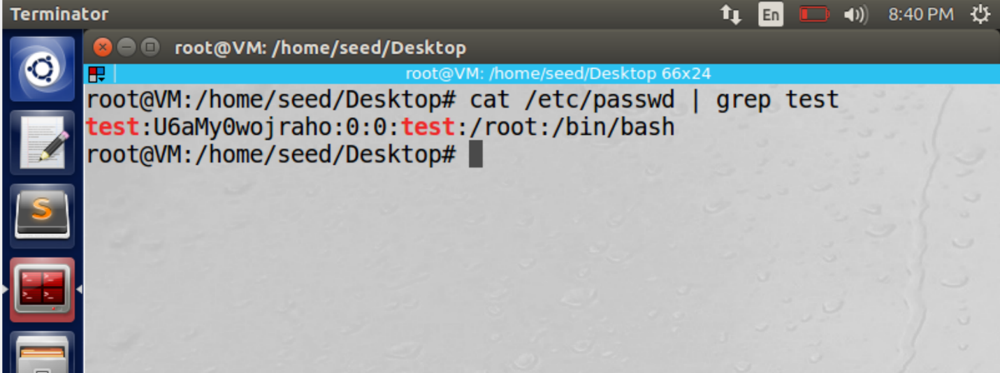 Terminator
En
8:40 PM
root@VM: /home/seed/Desktop
root@VM: /home/seed/Desktop 66x24
root@VM:/home/seed/Desktop# cat /etc/passwd | grep test
test:U6aMy0wojraho:0:0:test:/root:/bin/bash
root@VM:/home/seed/Desktop#
S